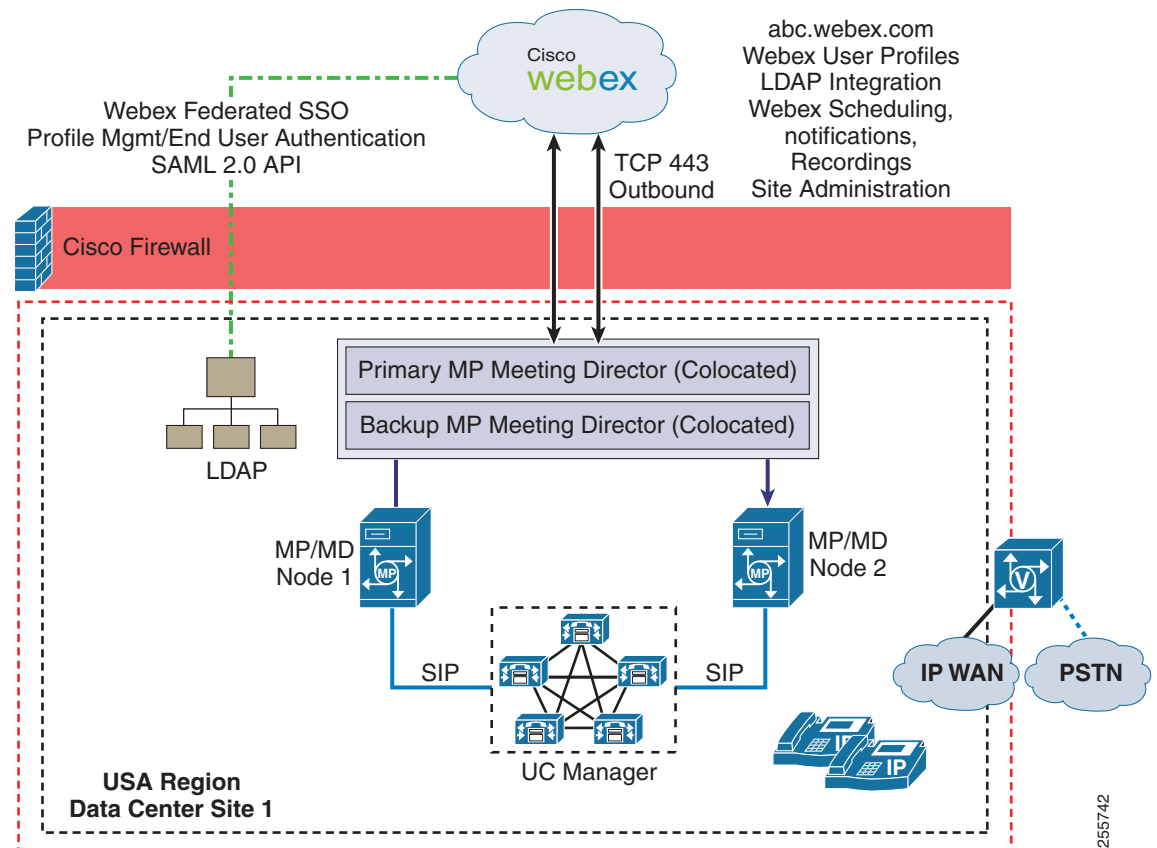 Cisco
webex
abc.webex.com
Webex User Profiles
LDAP Integration
Webex Scheduling,
notifications,
Recordings
Site Administration
Webex Federated SSO
Profile Mgmt/End User Authentication
SAML 2.0 API
TCP 443
Outbound
Cisco Firewall
Primary MP Meeting Director (Colocated)
Backup MP Meeting Director (Colocated)
LDAP
MP/MD
Node 1
MP
MP/MD
Node 2
MP
V
SIP
SIP
IP WAN
PSTN
UC Manager
IP
IP
USA Region
Data Center Site 1
255742